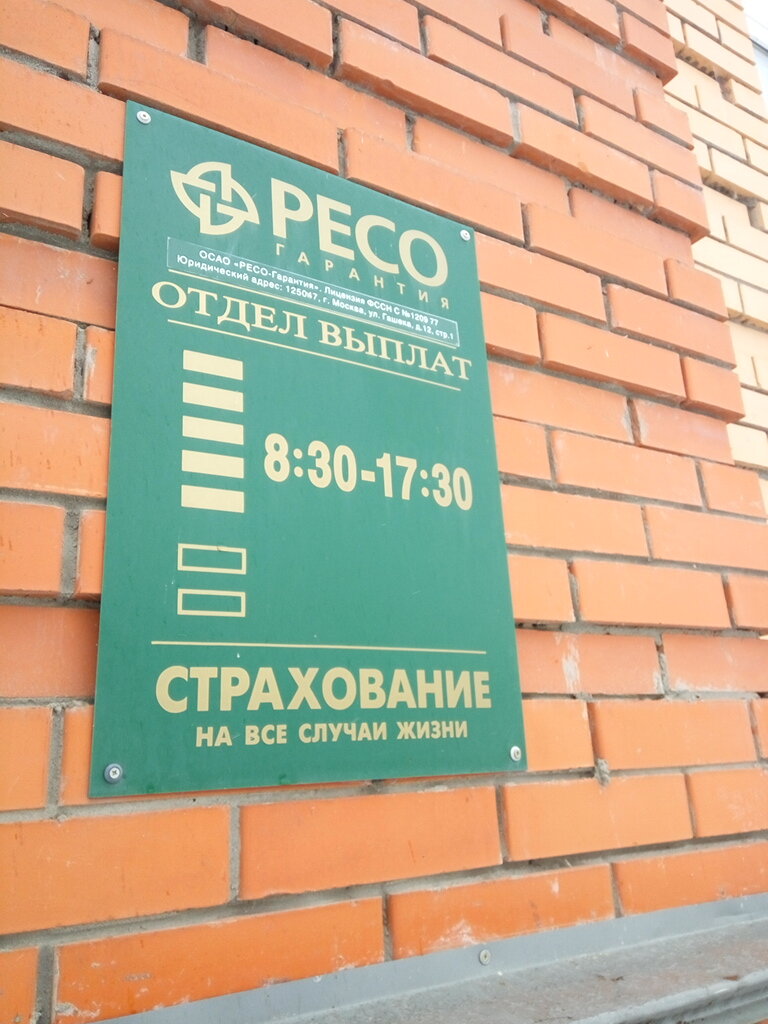 РЕСО
ГАРАНТИЯ
ОСАО «РЕСО-Гарантия». Лицензия ФССН С №1209 77
Юридический адрес: 125047, г. Москва, ул. Гашека, д.12, стр.1
ОТДЕЛ ВЫПЛАТ
8:30-17:30
СТРАХОВАНИЕ
НА ВСЕ СЛУЧАИ ЖИЗНИ